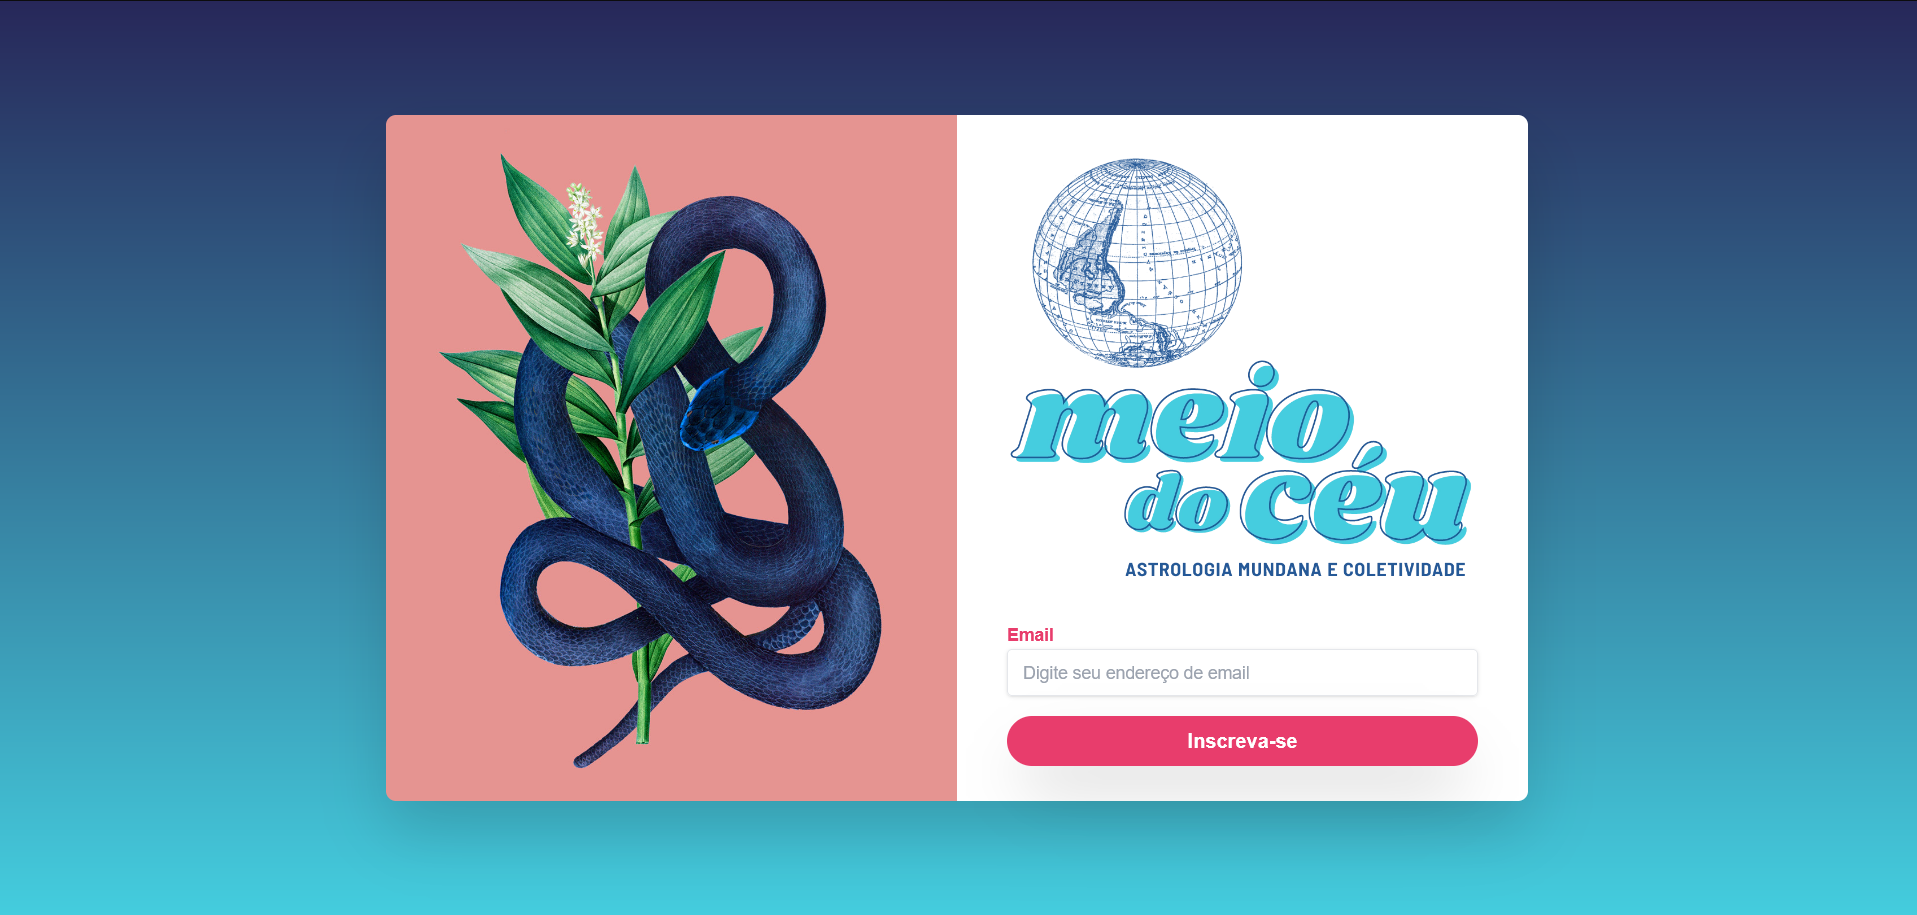 meio
do céu
ASTROLOGIA MUNDANA E COLETIVIDADE
Email
Digite seu endereço de email
Inscreva-se